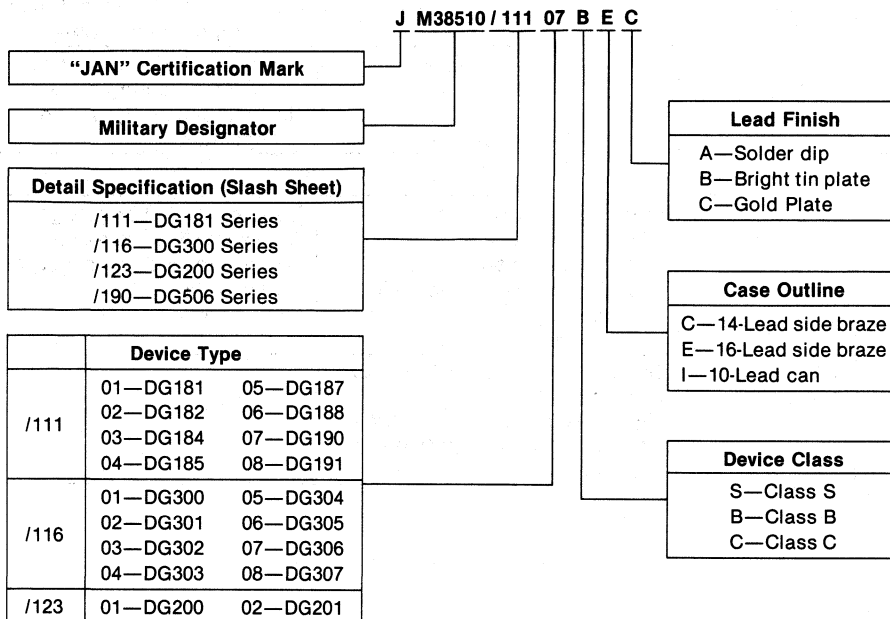 J M38510/111 07 B E C
"JAN" Certification Mark
Military Designator
Detail Specification (Slash Sheet)
/111—DG181 Series
/116—DG300 Series
/123—DG200 Series
/190—DG506 Series
Device Type
/111
01—DG181 05—DG187
02—DG182 06—DG188
03—DG184 07—DG190
04—DG185 08—DG191
/116
01—DG300 05—DG304
02—DG301 06—DG305
03—DG302 07—DG306
04—DG303 08—DG307
/123 01—DG200 02—DG201
Lead Finish
A—Solder dip
B—Bright tin plate
C—Gold Plate
Case Outline
C—14-Lead side braze
E—16-Lead side braze
I—10-Lead can
Device Class
S—Class S
B—Class B
C—Class C